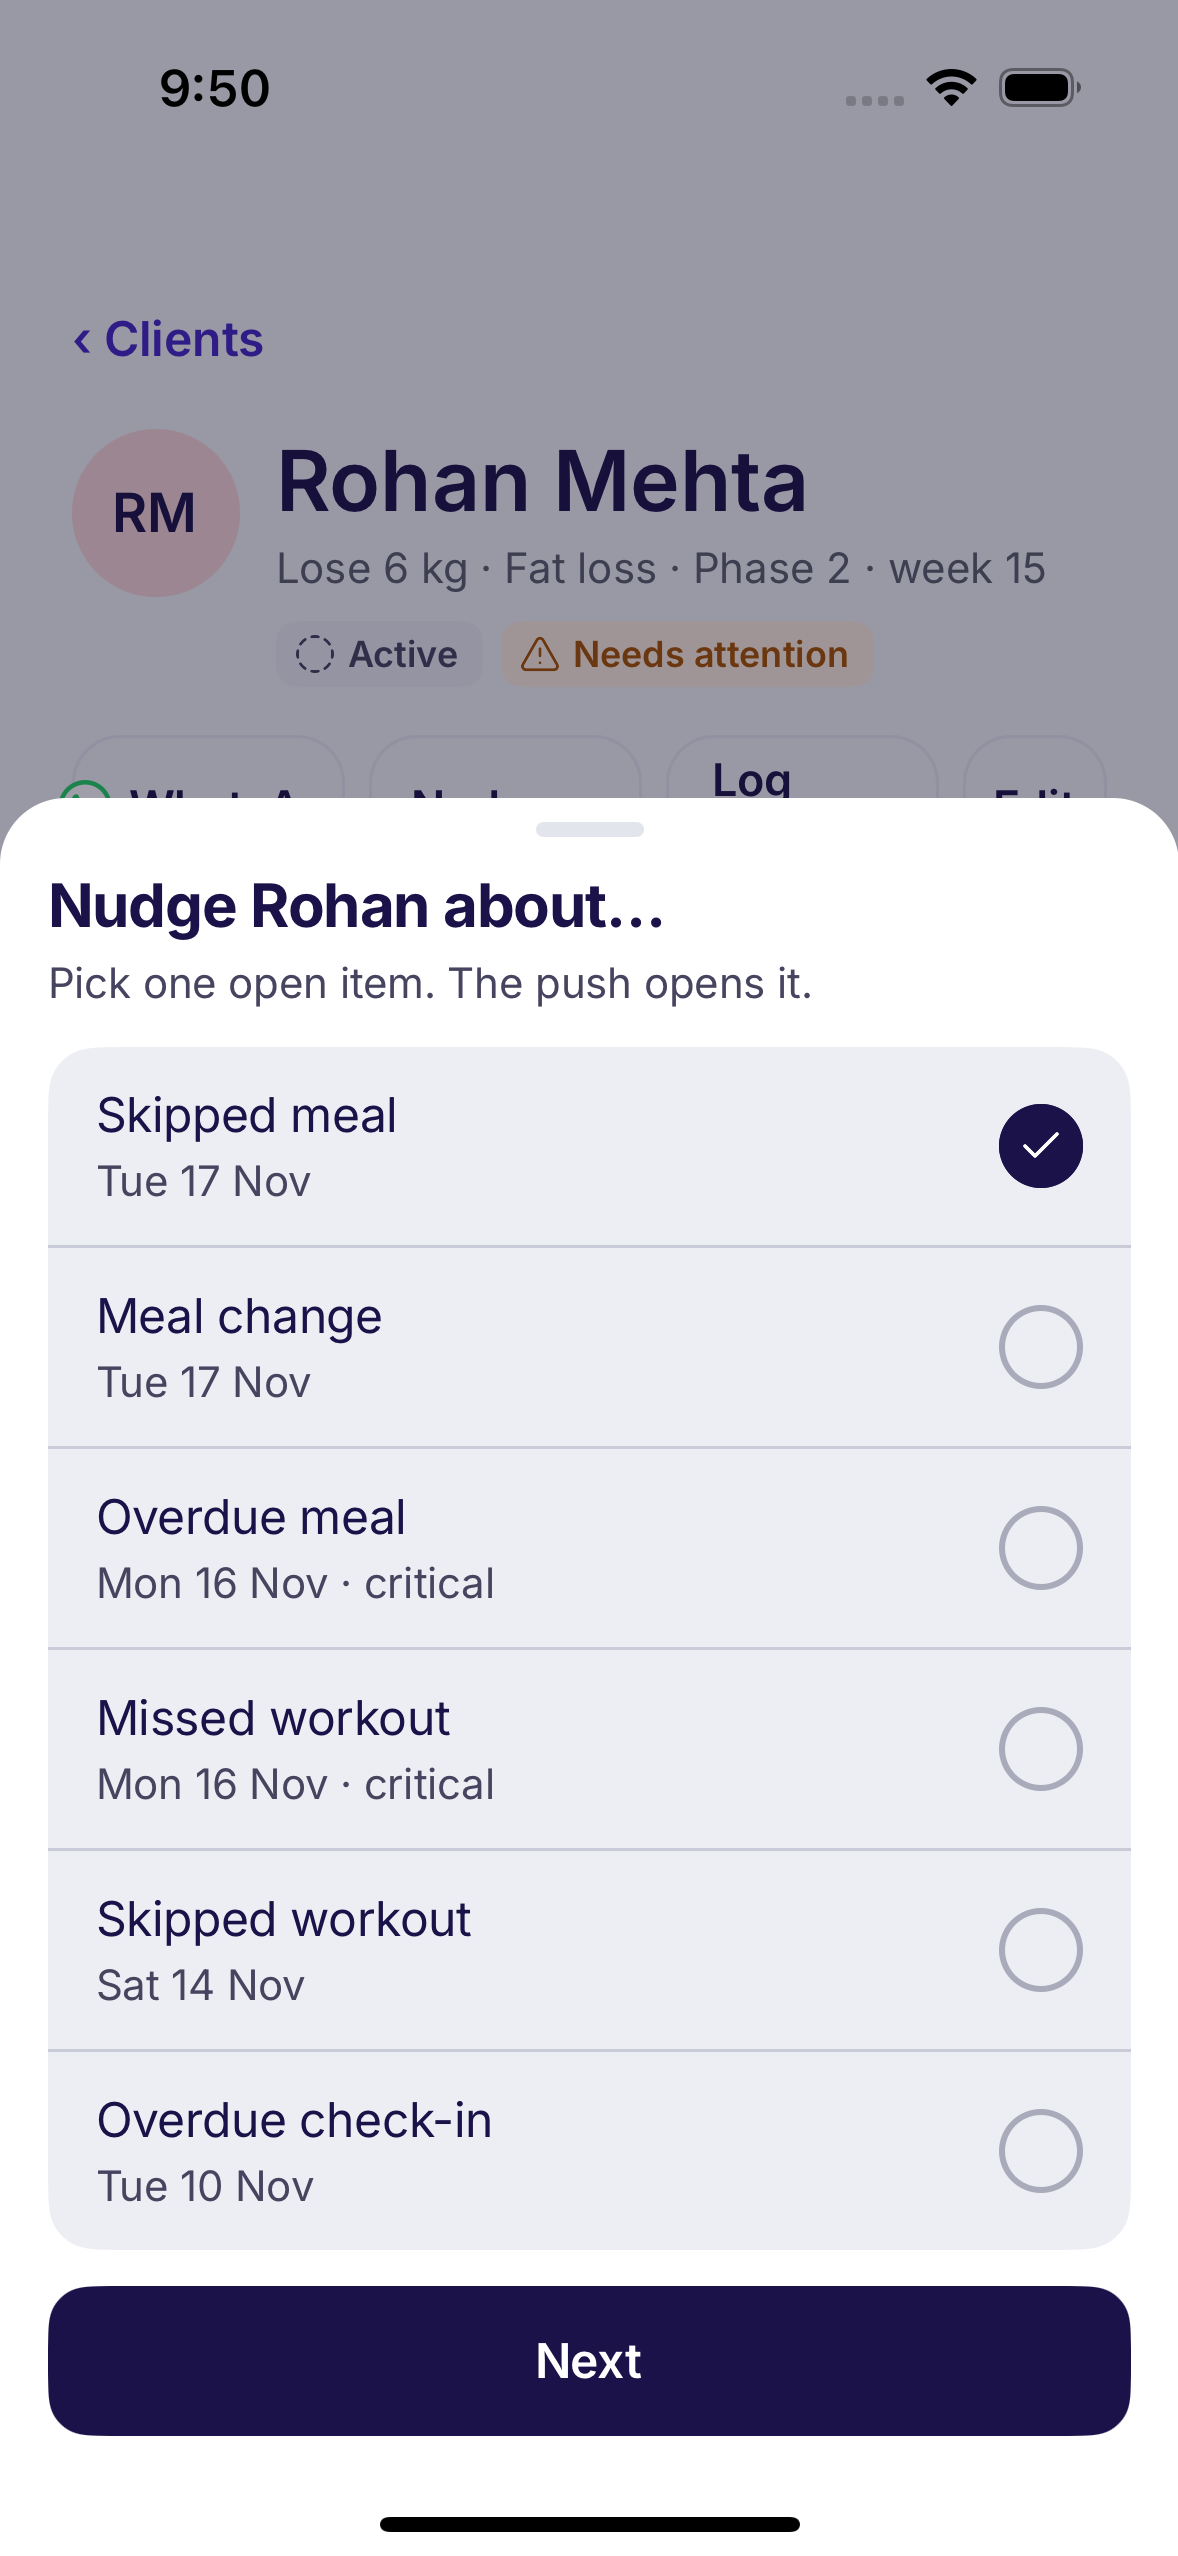 9:50
‹ Clients
RM
Rohan Mehta
Lose 6 kg · Fat loss · Phase 2 · week 15
Active
Needs attention
Log
Edit
Nudge Rohan about...
Pick one open item. The push opens it.
Skipped meal
Tue 17 Nov
Meal change
Tue 17 Nov
Overdue meal
Mon 16 Nov · critical
Missed workout
Mon 16 Nov · critical
Skipped workout
Sat 14 Nov
Overdue check-in
Tue 10 Nov
Next